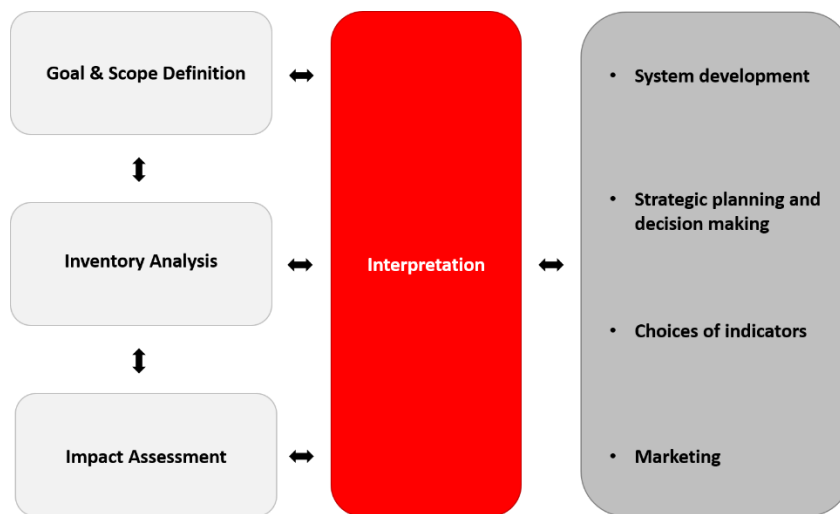 Goal & Scope Definition
Inventory Analysis
Impact Assessment
Interpretation
• System development
• Strategic planning and
decision making
• Choices of indicators
• Marketing